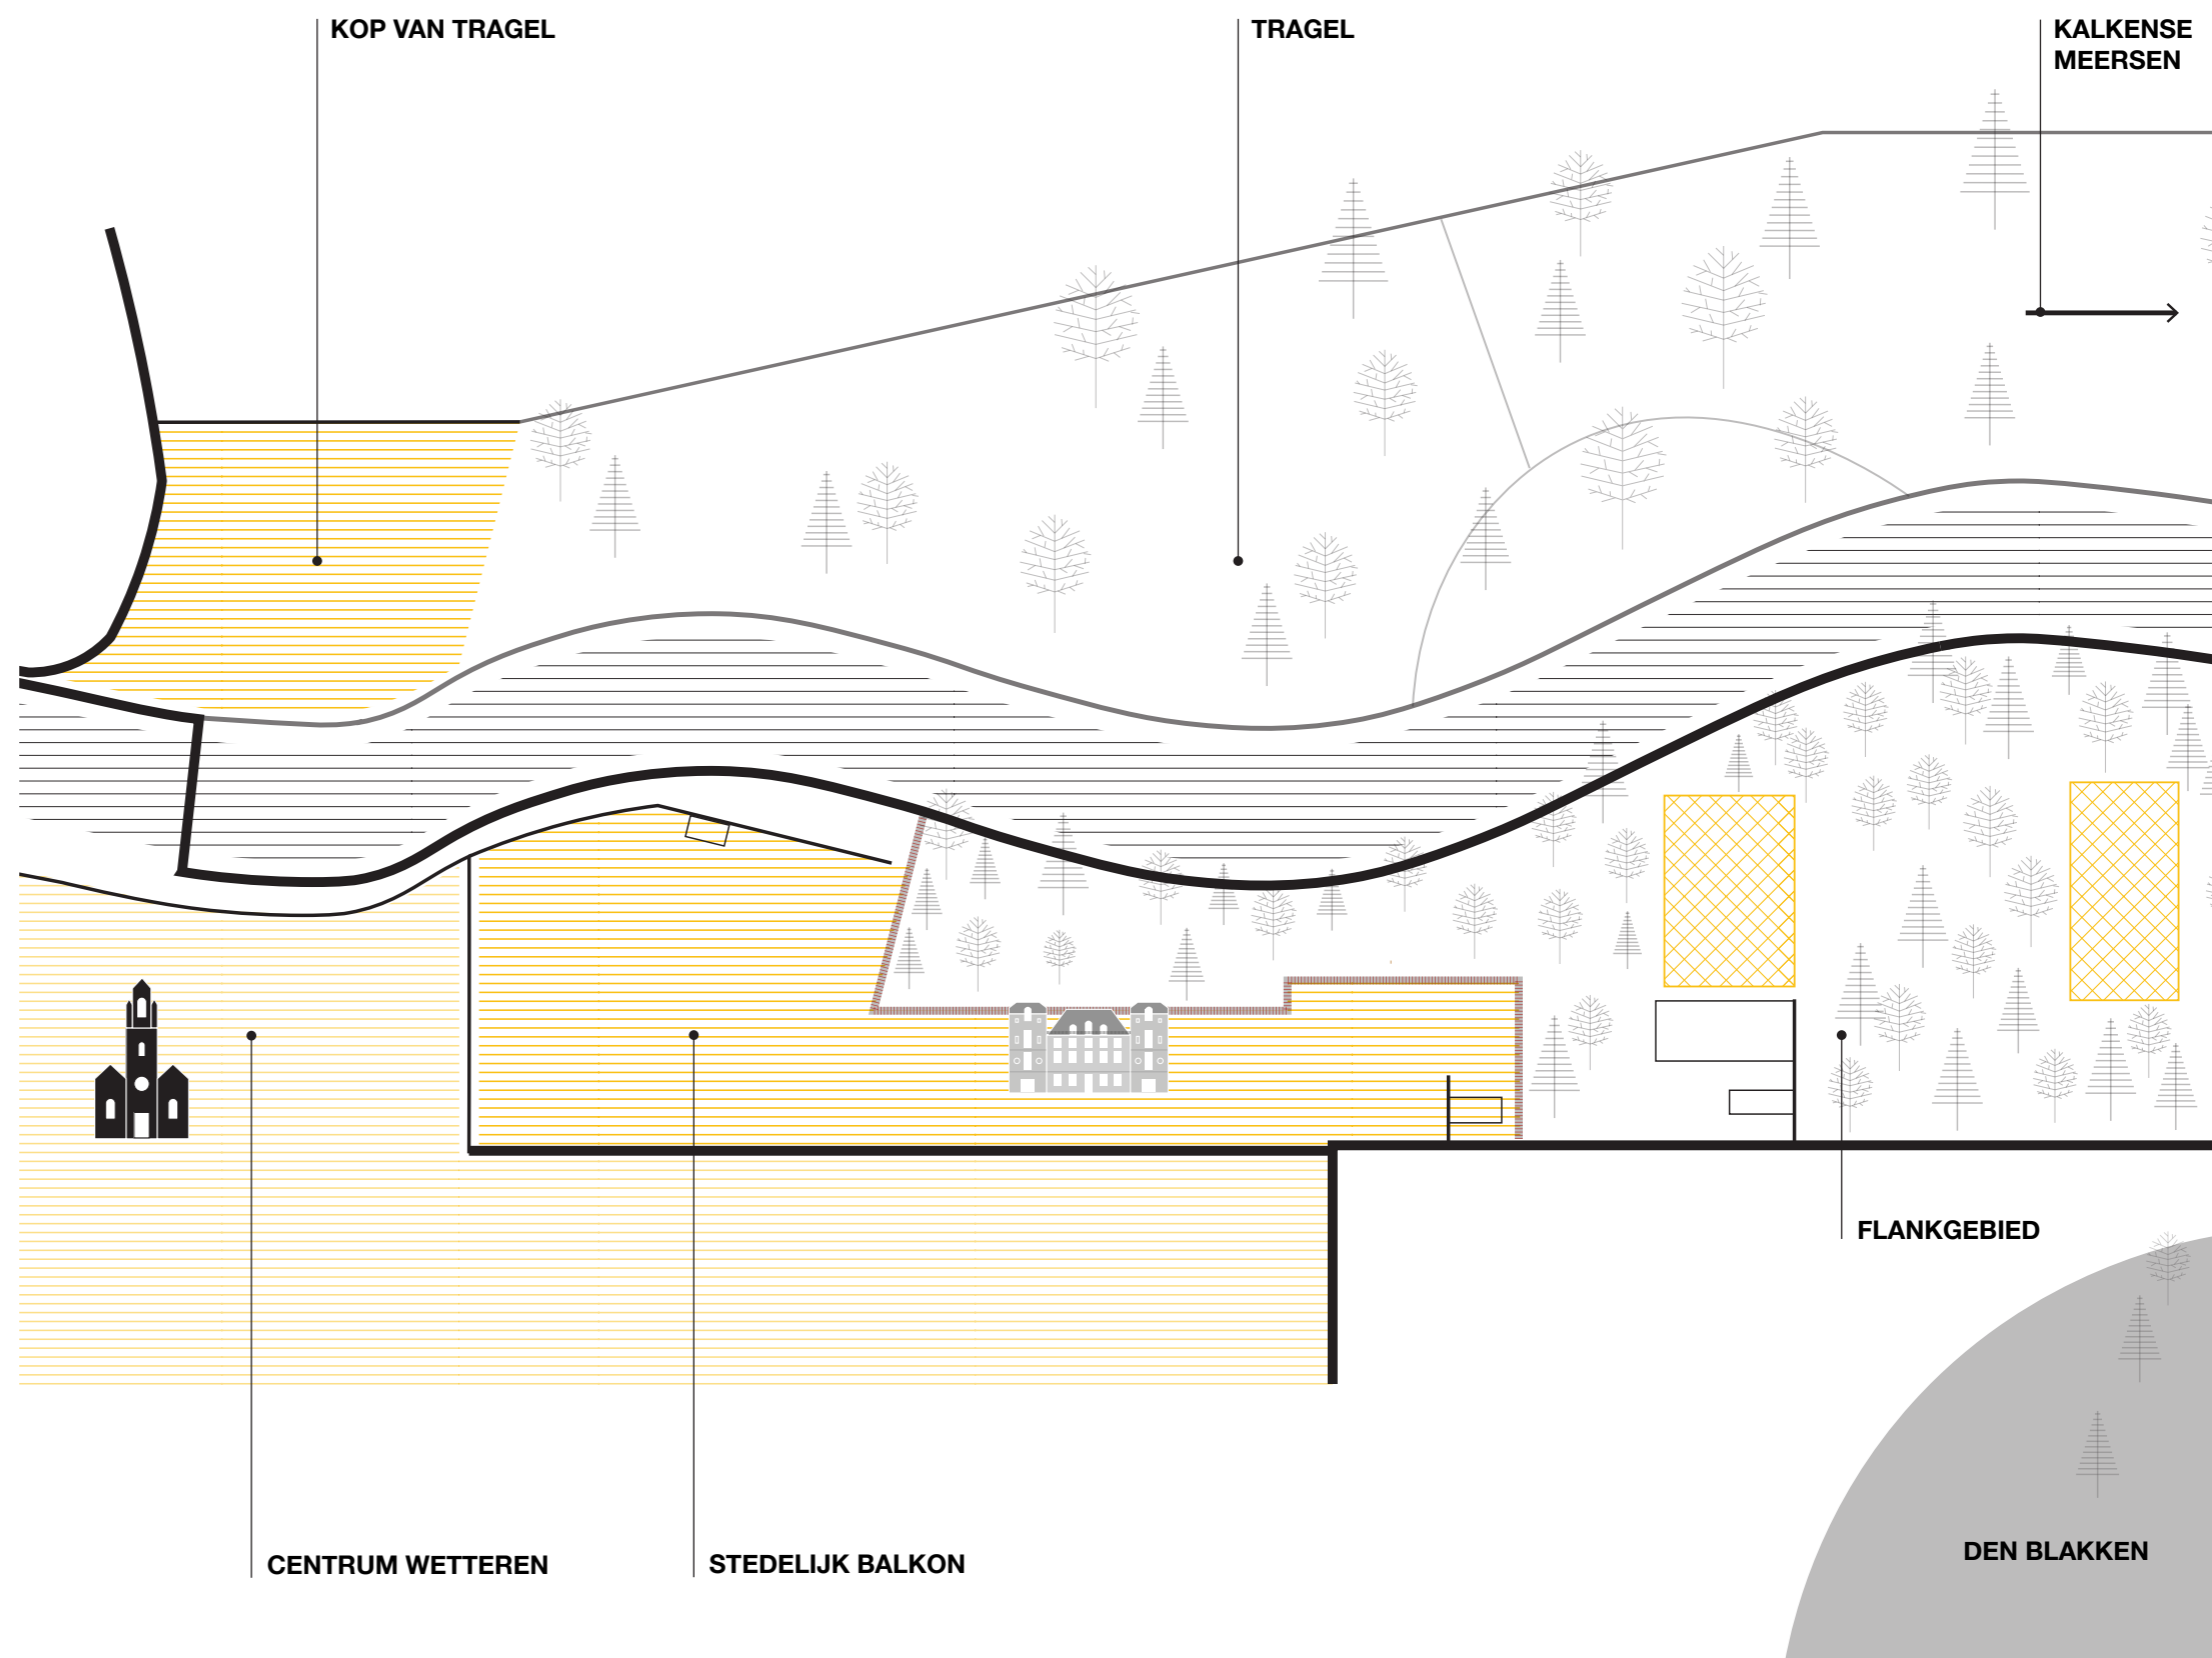 KOP VAN TRAGEL
TRAGEL
KALKENSE
MEERSEN
FLANKGEBIED
CENTRUM WETTEREN
STEDELIJK BALKON
DEN BLAKKEN